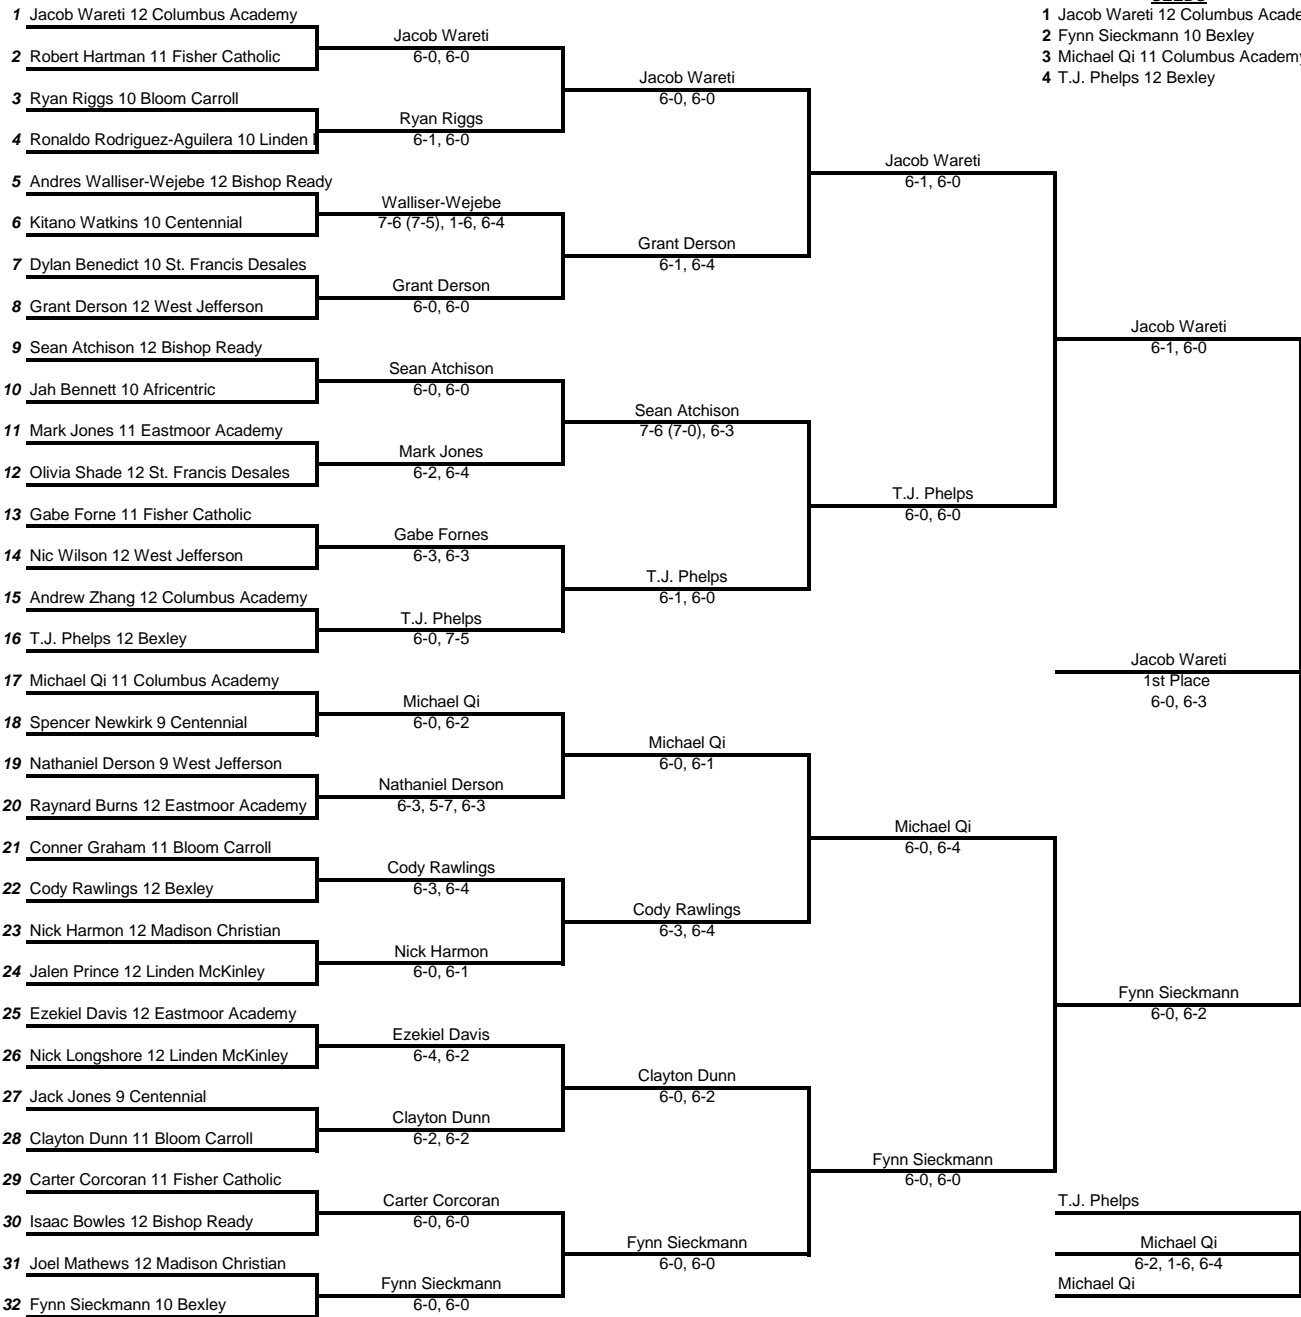 1 Jacob Wareti 12 Columbus Academy
2 Robert Hartman 11 Fisher Catholic
3 Ryan Riggs 10 Bloom Carroll
4 Ronaldo Rodriguez-Aguilera 10 Linden
5 Andres Walliser-Wejebe 12 Bishop Ready
6 Kitano Watkins 10 Centennial
7 Dylan Benedict 10 St. Francis Desales
8 Grant Derson 12 West Jefferson
9 Sean Atchison 12 Bishop Ready
10 Jah Bennett 10 Africentric
11 Mark Jones 11 Eastmoor Academy
12 Olivia Shade 12 St. Francis Desales
13 Gabe Forne 11 Fisher Catholic
14 Nic Wilson 12 West Jefferson
15 Andrew Zhang 12 Columbus Academy
16 T.J. Phelps 12 Bexley
17 Michael Qi 11 Columbus Academy
18 Spencer Newkirk 9 Centennial
19 Nathaniel Derson 9 West Jefferson
20 Raynard Burns 12 Eastmoor Academy
21 Conner Graham 11 Bloom Carroll
22 Cody Rawlings 12 Bexley
23 Nick Harmon 12 Madison Christian
24 Jalen Prince 12 Linden McKinley
25 Ezekiel Davis 12 Eastmoor Academy
26 Nick Longshore 12 Linden McKinley
27 Jack Jones 9 Centennial
28 Clayton Dunn 11 Bloom Carroll
29 Carter Corcoran 11 Fisher Catholic
30 Isaac Bowles 12 Bishop Ready
31 Joel Mathews 12 Madison Christian
32 Fynn Sieckmann 10 Bexley
Jacob Wareti
6-0, 6-0
Ryan Riggs
6-1, 6-0
Walliser-Wejebe
7-6 (7-5), 1-6, 6-4
Grant Derson
6-0, 6-0
Sean Atchison
6-0, 6-0
Mark Jones
6-2, 6-4
Gabe Fornes
6-3, 6-3
T.J. Phelps
6-0, 7-5
Michael Qi
6-0, 6-2
Nathaniel Derson
6-3, 5-7, 6-3
Cody Rawlings
6-3, 6-4
Nick Harmon
6-0, 6-1
Ezekiel Davis
6-4, 6-2
Clayton Dunn
6-2, 6-2
Carter Corcoran
6-0, 6-0
Fynn Sieckmann
6-0, 6-0
Jacob Wareti
6-0, 6-0
Grant Derson
6-1, 6-4
Sean Atchison
7-6 (7-0), 6-3
T.J. Phelps
6-1, 6-0
Michael Qi
6-0, 6-1
Cody Rawlings
6-3, 6-4
Clayton Dunn
6-0, 6-2
Fynn Sieckmann
6-0, 6-0
Jacob Wareti
6-1, 6-0
T.J. Phelps
6-0, 6-0
Michael Qi
6-0, 6-4
Fynn Sieckmann
6-0, 6-0
1 Jacob Wareti 12 Columbus Acade
2 Fynn Sieckmann 10 Bexley
3 Michael Qi 11 Columbus Academy
4 T.J. Phelps 12 Bexley
Jacob Wareti
6-1, 6-0
Jacob Wareti
1st Place
6-0, 6-3
Fynn Sieckmann
6-0, 6-2
T.J. Phelps
Michael Qi
6-2, 1-6, 6-4
Michael Qi